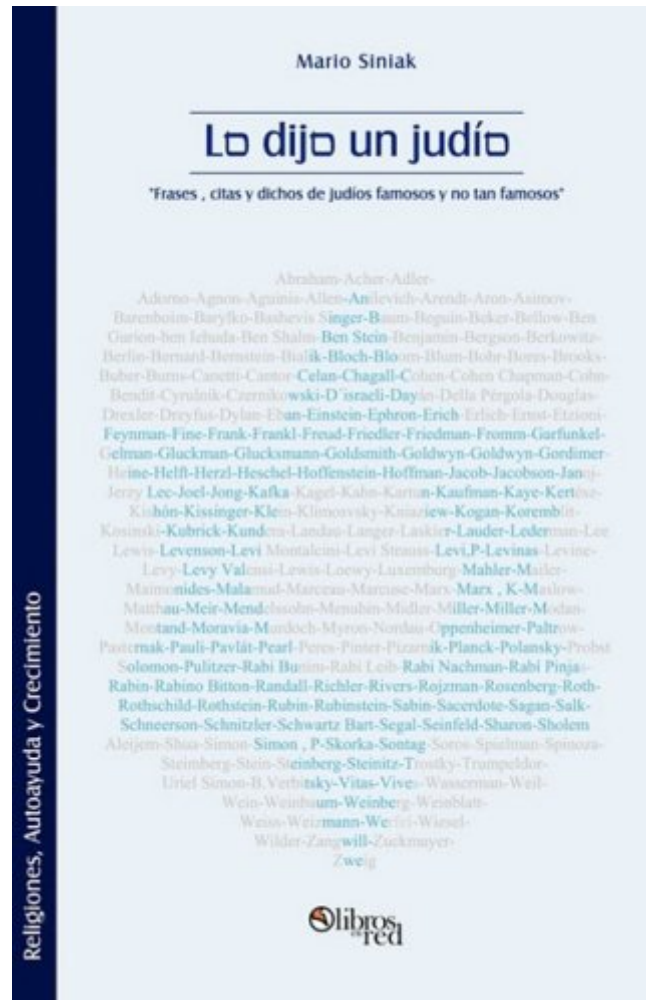 Mario Siniak
Lo dijo un judío
"Frases , citas y dichos de judíos famosos y no tan famosos"
Abraham-Acher-Adler-
Adorno-Agnon-Aguinis-Allen-Anilevich-Arendt-Aron-Asimov-
Barenboim-Barylko-Bashevis Singer-Baum-Beguin-Beker-Bellow-Ben
Gurion-ben Iehuda-Ben Shalm-Ben Stein-Benjamin-Bergson-Berkowitz-
Berlin-Bernard-Bernstein-Bialik-Bloch-Bloom-Blum-Bohr-Bores-Brooks-
Buber-Burns-Canetti-Cantor-Celan-Chagall-Cohen-Cohen Chapman-Cohn-
Bendit-Cyrulnik-Czernikowski-D´israeli-Dayán-Della Pergola-Douglas-
Drexler-Dreyfus-Dylan-Eban-Einstein-Ephron-Erich-Erlich-Ernst-Etzioni-
Feynman-Fine-Frank-Frankl-Freud-Friedler-Friedman-Fromm-Garfunkel-
Gelman-Gluckman-Glucksmann-Goldsmith-Goldwyn-Goldwyn-Gordimer-
Heine-Helft-Herzl-Heschel-Hoffenstein-Hoffman-Jacob-Jacobson-Janoj-
Jerzy Lec-Joel-Jong-Kafka-Kagel-Kahn-Kartun-Kaufman-Kaye-Kertész-
Kishón-Kissinger-Klein-Klimosvsky-Kniaziew-Kogan-Koremblit-
Kosinski-Kubrick-Kundera-Landau-Langer-Laskier-Lauder-Lederman-Lee
Lewis-Levenson-Levi Montalcini-Levi Strauss-Levi,P-Levinas-Levine-
Levy-Levy Valensi-Lewis-Loewy-Luxemburg-Mahler-Mailer-
Maimonides-Malamud-Marceau-Marcuse-Marx-Marx , K-Maslow-
Matthau-Meir-Mendelssohn-Menuhin-Midler-Miller-Miller-Modan-
Montand-Moravia-Murdoch-Myron-Nordau-Oppenheimer-Paltrow-
Pasternak-Pauli-Pavlát-Pearl-Peres-Pinter-Pizarnik-Planck-Polansky-Probst
Solomon-Pulitzer-Rabi Bunim-Rabi Leib-Rabi Nachman-Rabí Pinjas-
Rabin-Rabino Bitton-Randall-Richler-Rivers-Rojzman-Rosenberg-Roth-
Rothschild-Rothstein-Rubin-Rubinstein-Sabin-Sacerdote-Sagan-Salk-
Schneerson-Schnitzler-Schwartz Bart-Segal-Seinfeld-Sharon-Sholem
Aleijem-Shua-Simon-Simon , P-Skorka-Sontag-Soros-Spielman-Spinoza-
Steimberg-Stein-Steinberg-Steinitz-Trostky-Trumpeldor-
Uriel Simon-B.Verbitsky-Vitas-Vives-Wasserman-Weil-
Wein-Weinbaum-Weinberg-Weinblatt-
Weiss-Weizmann-Werfel-Wiesel-
Wilder-Zangwill-Zuckmayer-
Zweig
libros
en
red
Religiones, Autoayuda y Crecimiento